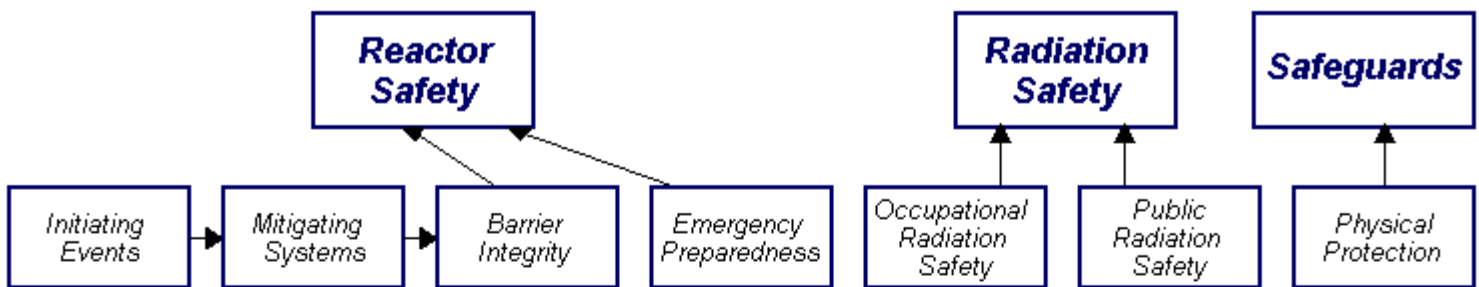 Reactor
Safety
Radiation
Safety
Safeguards
Initiating
Events
Mitigating
Systems
Barrier
Integrity
Emergency
Preparedness
Occupational
Radiation
Safety
Public
Radiation
Safety
Physical
Protection